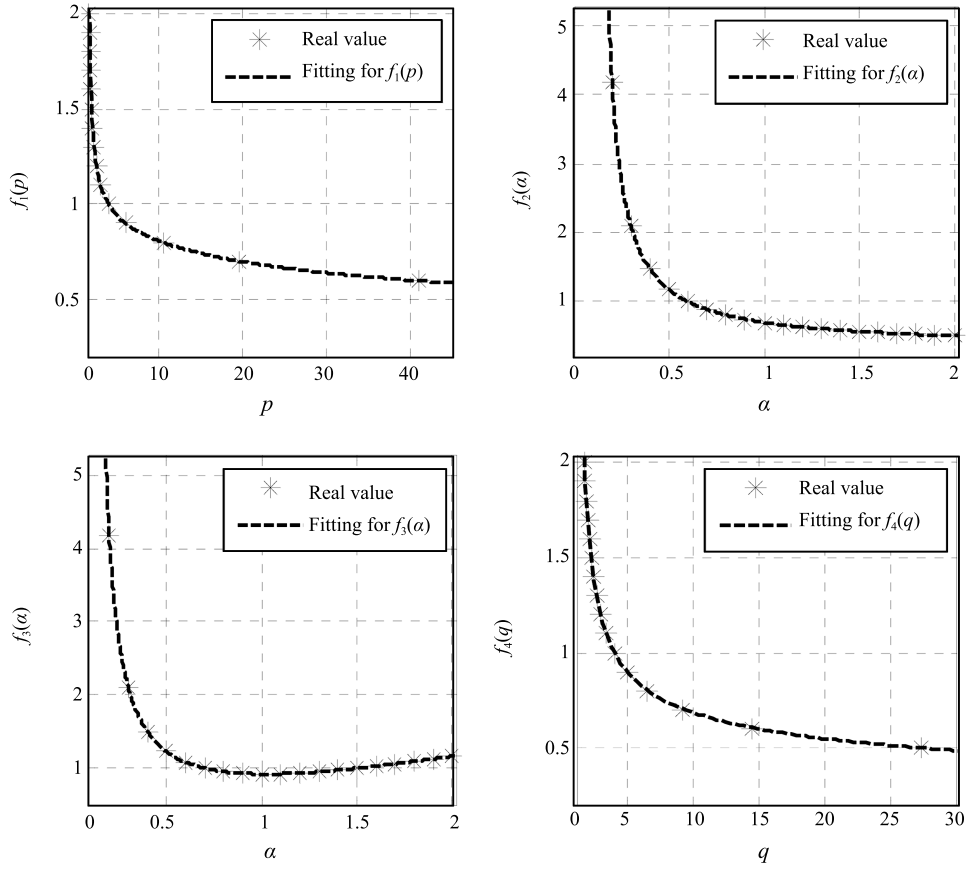 2
1.5
1
0.5
f1(p)
Real value
Fitting for f1(p)
0 10 20 30 40
p
5
4
3
2
1
f2(α)
Real value
Fitting for f2(α)
0 0.5 1 1.5 2
α
5
4
3
2
1
f3(α)
Real value
Fitting for f3(α)
0 0.5 1 1.5 2
α
2
1.5
1
0.5
f4(q)
Real value
Fitting for f4(q)
0 5 10 15 20 25 30
q